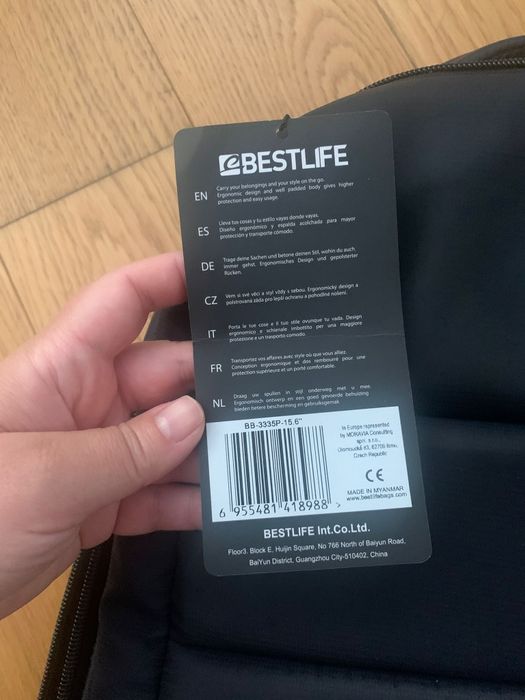 BESTLIFE
EN
Carry your belongings and your style on the go.
Ergonomic design and well padded body gives higher
protection and easy usage.
ES
Lleva tus cosas y tu estilo vayas donde vayas.
Diseño ergonómico y espalda acolchada para mayor
protección y transporte cómodo.
DE
Trage deine Sachen und betone deinen Stil, wohin du auch
immer gehst. Ergonomisches Design und gepolsterter
Rücken.
CZ
Vem si své věci a styl vždy s sebou. Ergonomický design a
polstrovaná záda pro lepší ochranu a pohodlné nošení.
IT
Porta le tue cose e il tuo stile ovunque tu vada. Design
ergonomico e schienale imbottito per una maggiore
protezione e un trasporto comodo.
FR
Transportez vos affaires avec style où que vous alliez.
Conception ergonomique et dos rembourré pour une
protection supérieure et un porté comfortable.
NL
Draag uw spullen in stijl onderweg met u mee.
Ergonomisch ontwerp en een goed gevoerde behuizing
bieden betere bescherming en gebruiksgemak.
BB-3335P-15.6"
6 955481 418988 >
In Europe represented
by MORAVIA Consulting
spol. s r.o.,
Olomoucká 83, 62700 Brno,
Czech Republic
CE
MADE IN MYANMAR
www.bestlifebags.com
BESTLIFE Int.Co.Ltd.
Floor3. Block E. Huijin Square, No 766 North of Baiyun Road,
BaiYun District, Guangzhou City-510402, China